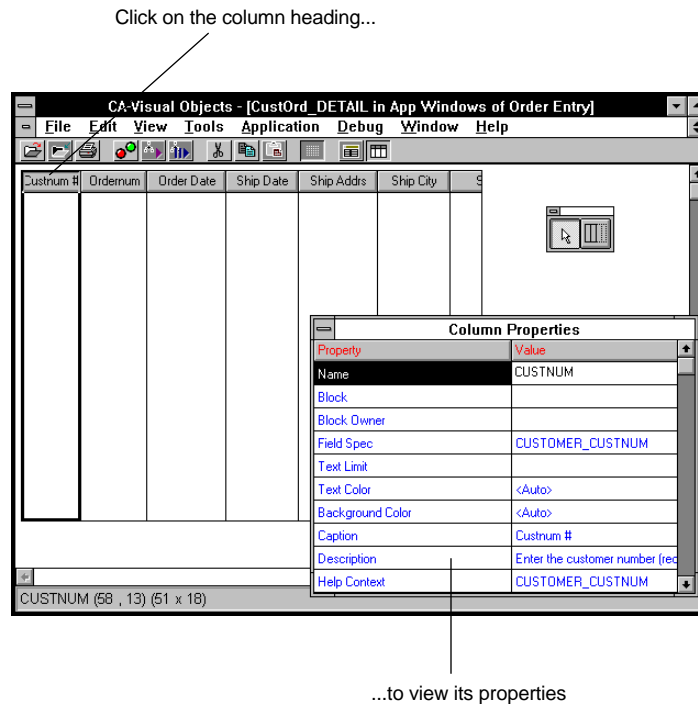 Click on the column heading...
CA-Visual Objects - [CustOrd_DETAIL in App Windows of Order Entry]
File Edit View Tools Application Debug Window Help
Custnum # Ordernum Order Date Ship Date Ship Addrs Ship City S
Column Properties
Property Value
Name CUSTNUM
Block
Block Owner
Field Spec CUSTOMER_CUSTNUM
Text Limit
Text Color <Auto>
Background Color <Auto>
Caption Custnum #
Description Enter the customer number (rec
Help Context CUSTOMER_CUSTNUM
CUSTNUM (58 , 13) (51 x 18)
...to view its properties